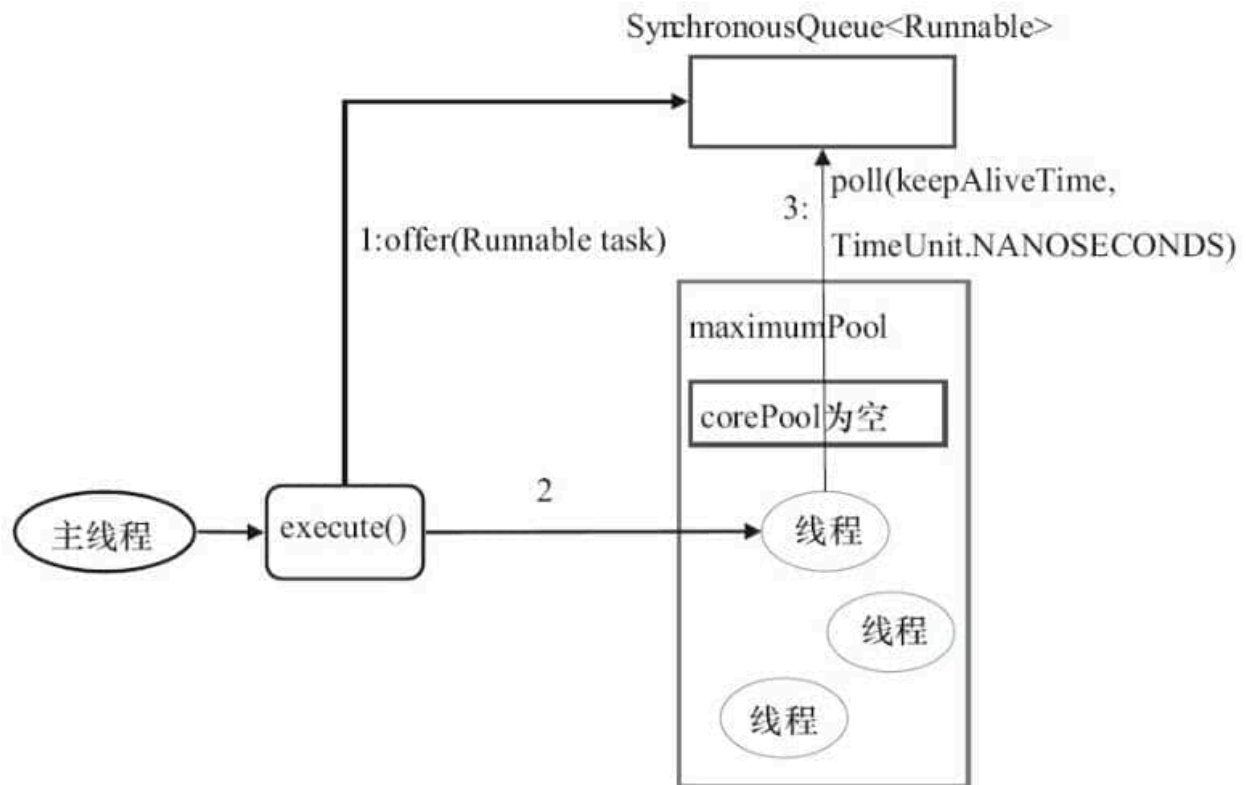 SynchronousQueue<Runnable>
poll(keepAliveTime,
3:
1:offer(Runnable task)
TimeUnit.NANOSECONDS)
maximumPool
corePool为空
2
主线程
execute()
线程
线程
线程